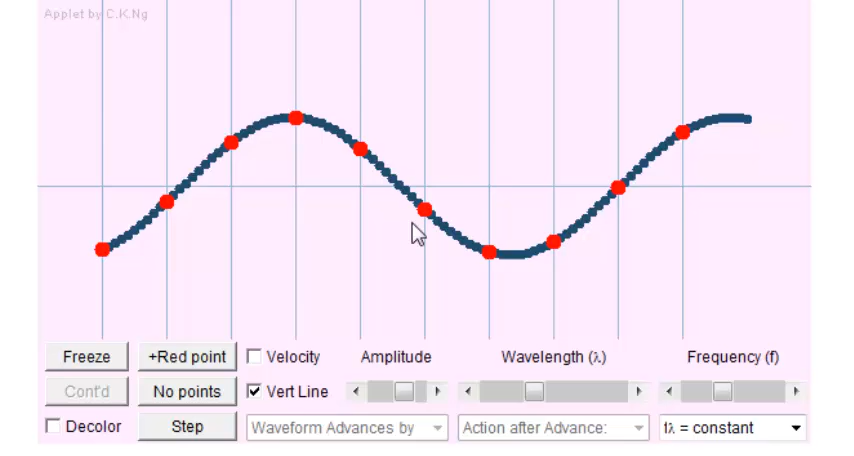 Applet by C.K.Ng
Freeze +Red point Velocity Amplitude Wavelength (λ) Frequency (f)
Cont'd No points Vert Line
Decolor Step Waveform Advances by Action after Advance: fλ = constant